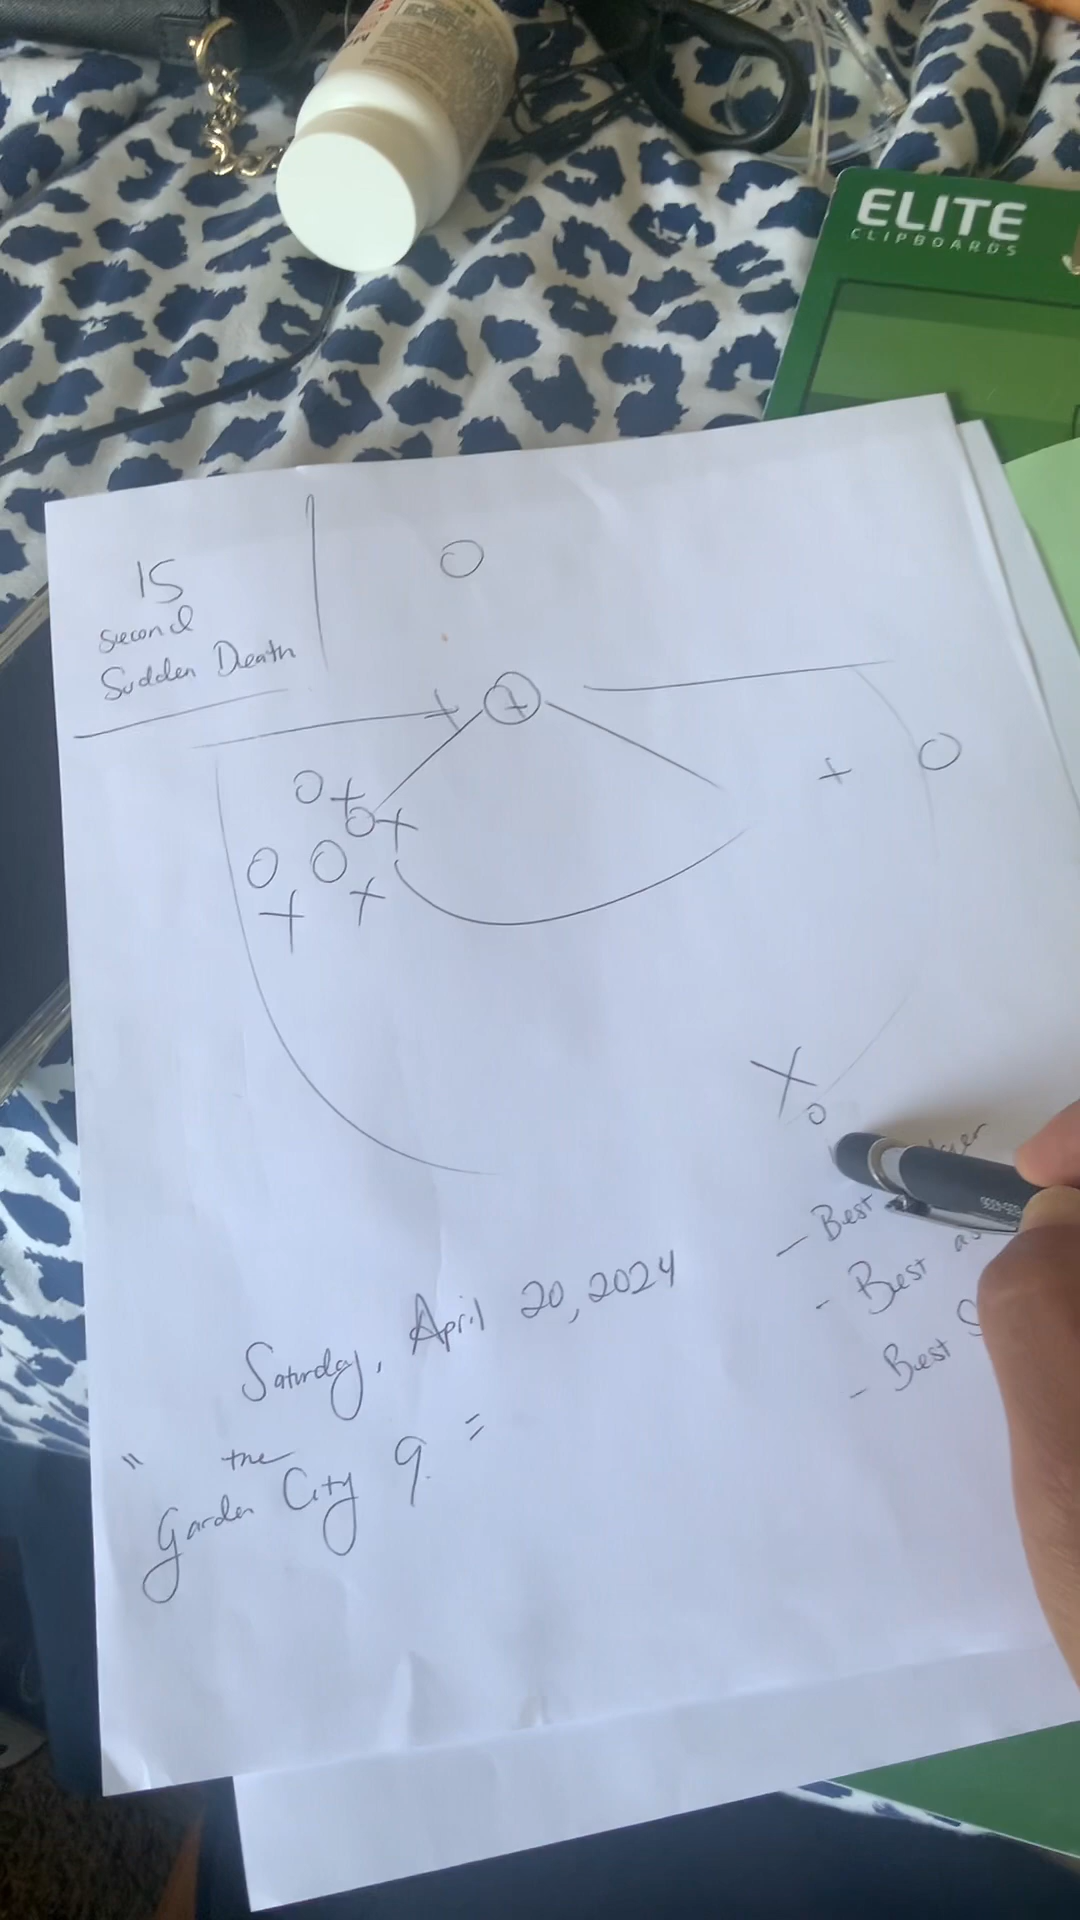 ELITE
CLIPBOARDS
15
second
Sudden Death
- Best
- Best
- Best
Saturday, April 20, 2024
" the
Garden City 9. =